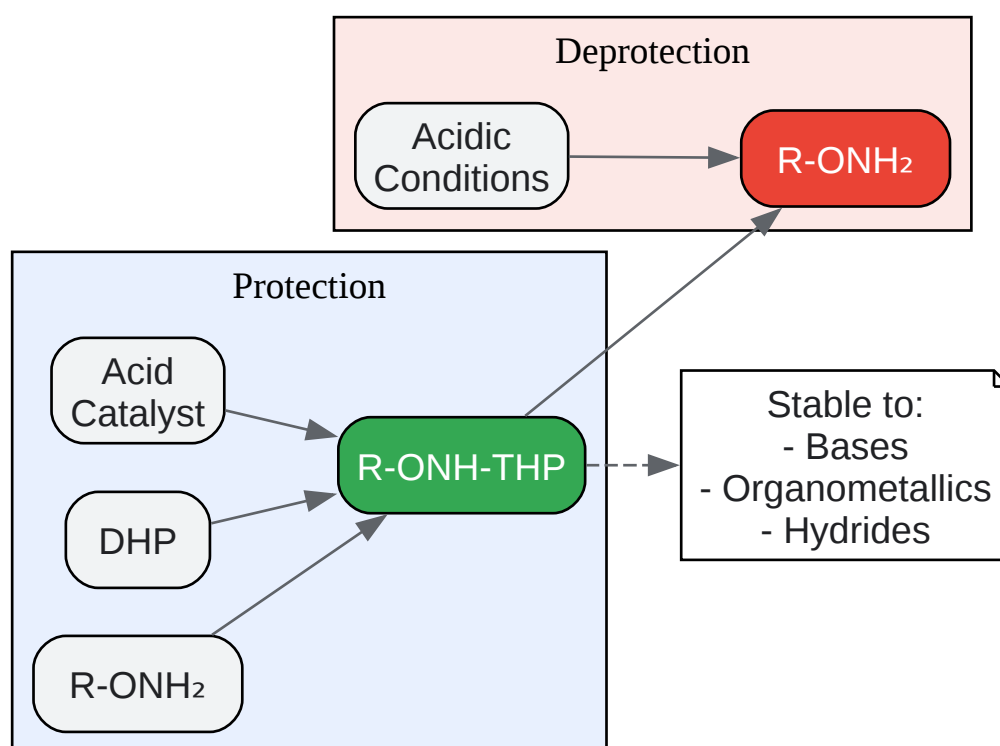 Deprotection
Acidic
Conditions
R-ONH₂
Protection
Acid
Catalyst
DHP
R-ONH₂
R-ONH-THP
Stable to:
- Bases
- Organometallics
- Hydrides